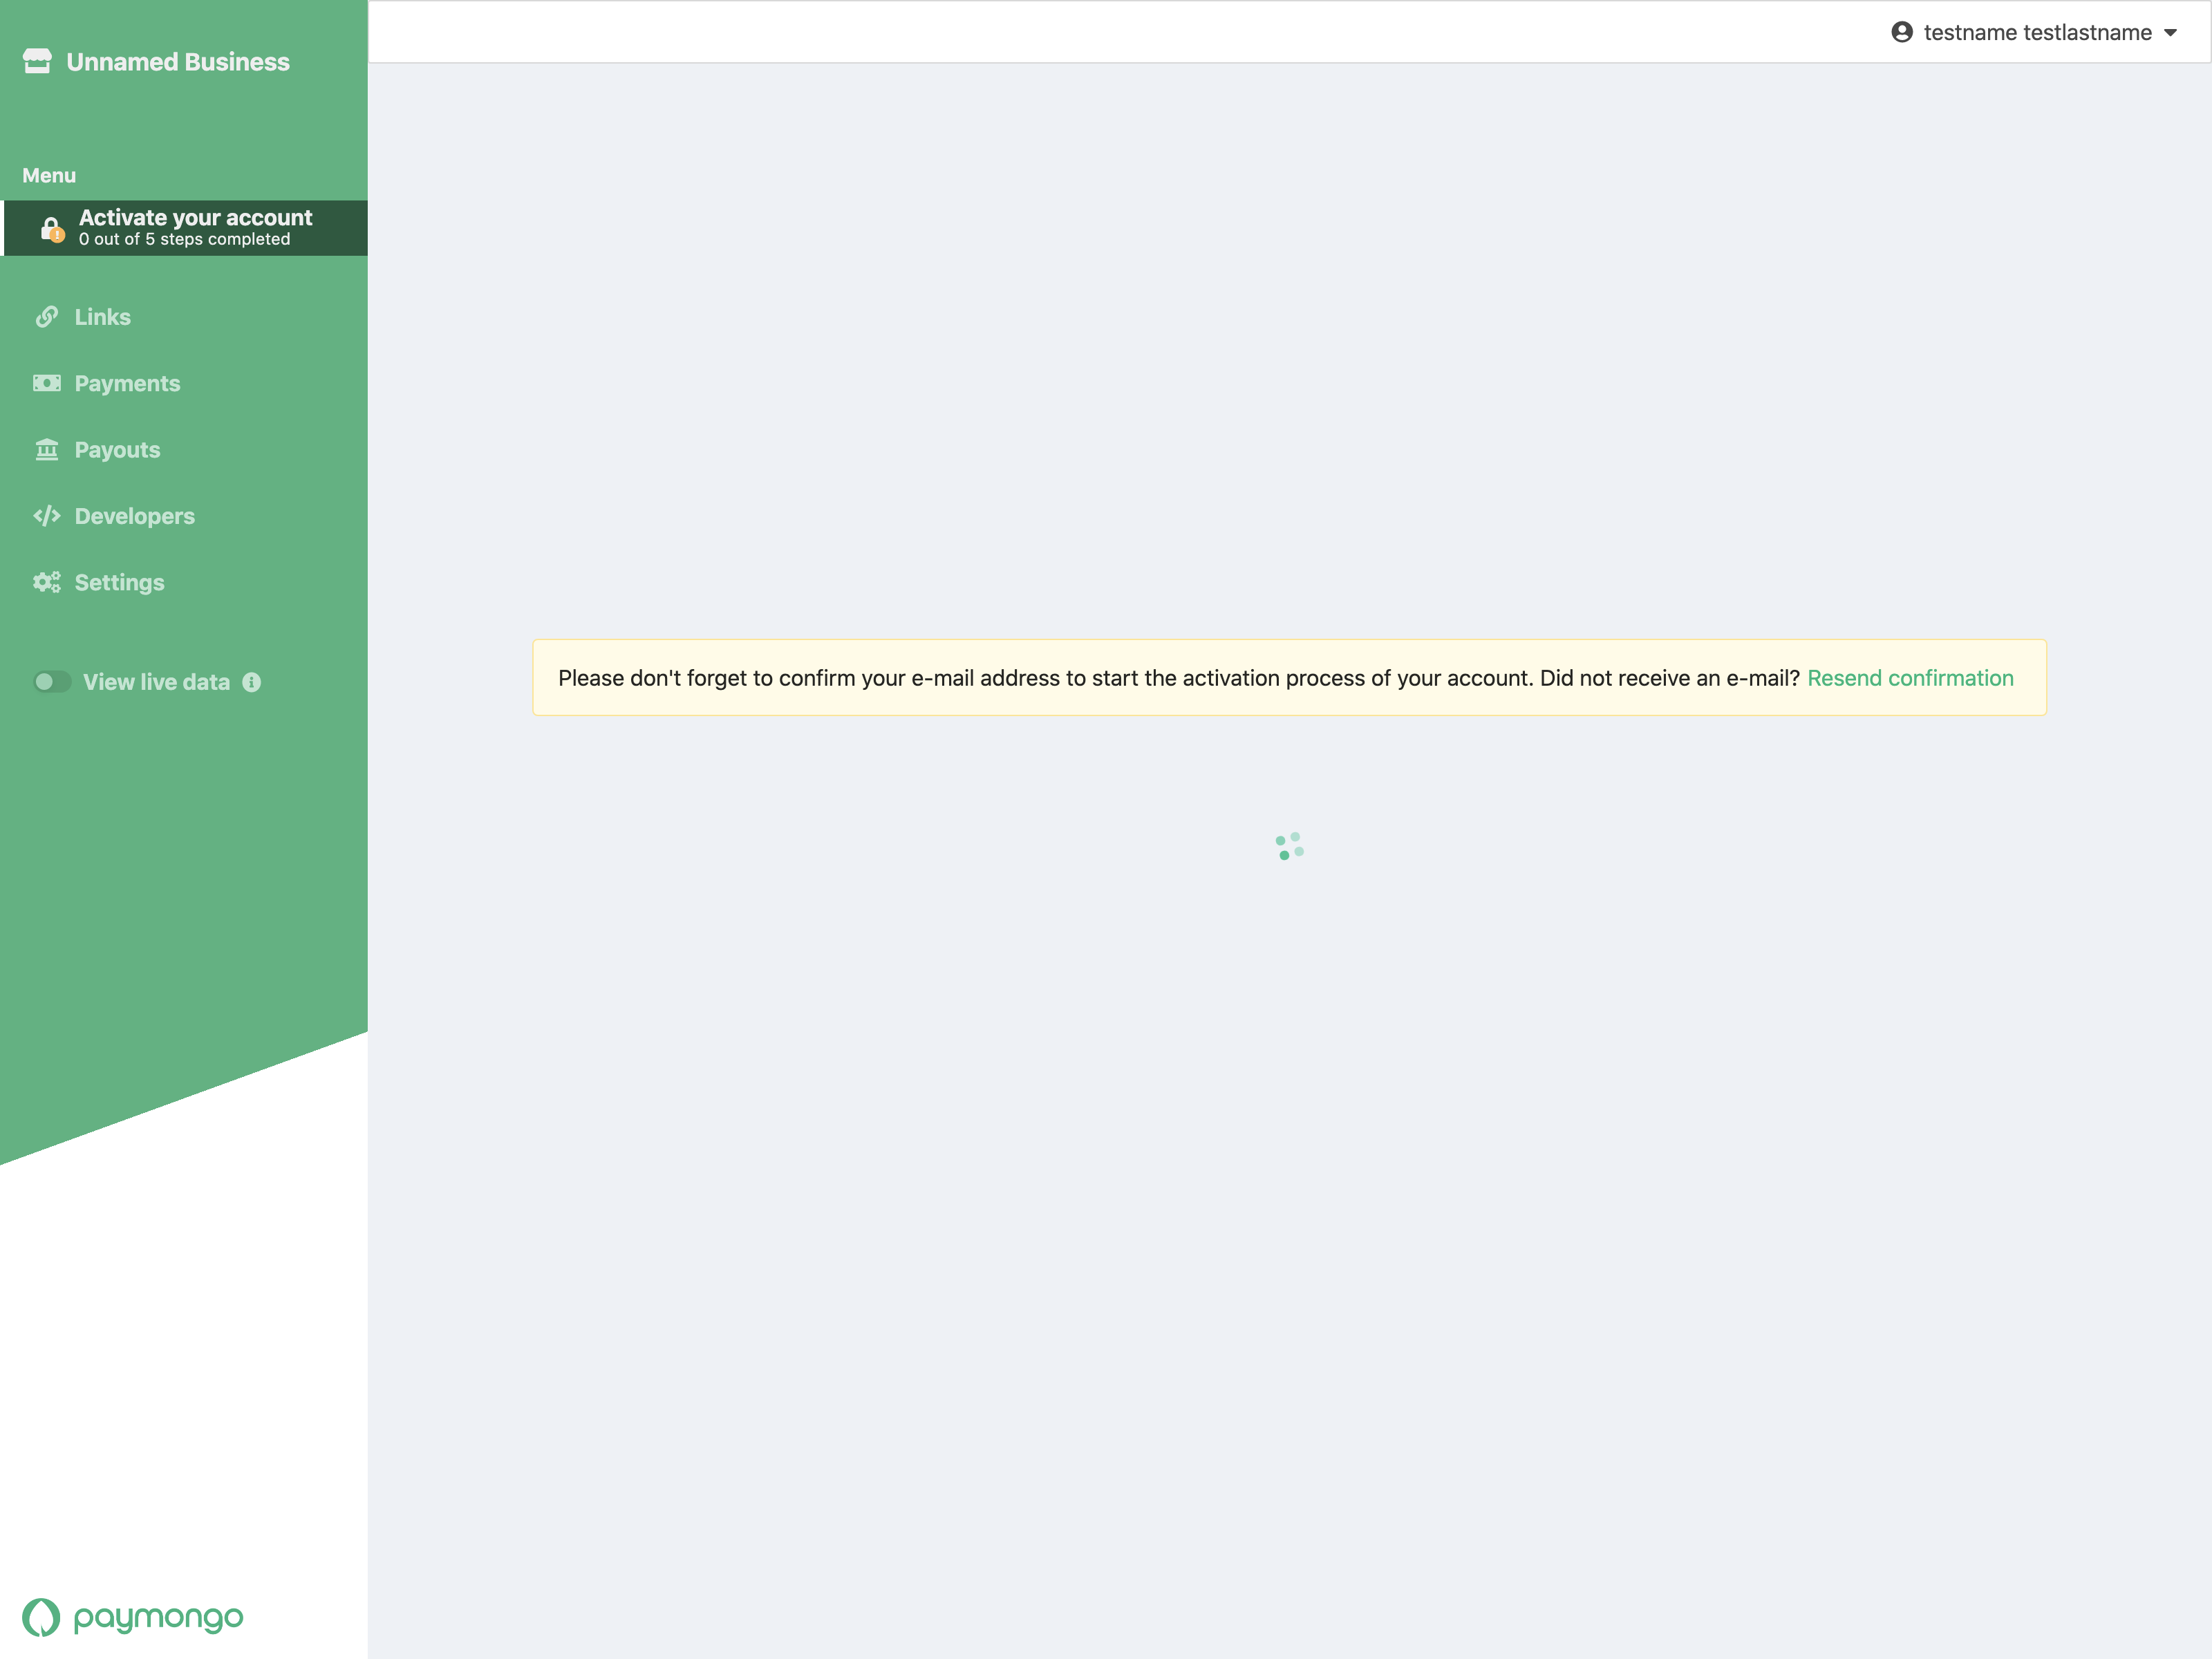 Unnamed Business
testname testlastname
Menu
Activate your account
0 out of 5 steps completed
Links
Payments
Payouts
Developers
Settings
View live data
Please don't forget to confirm your e-mail address to start the activation process of your account. Did not receive an e-mail? Resend confirmation
paymongo